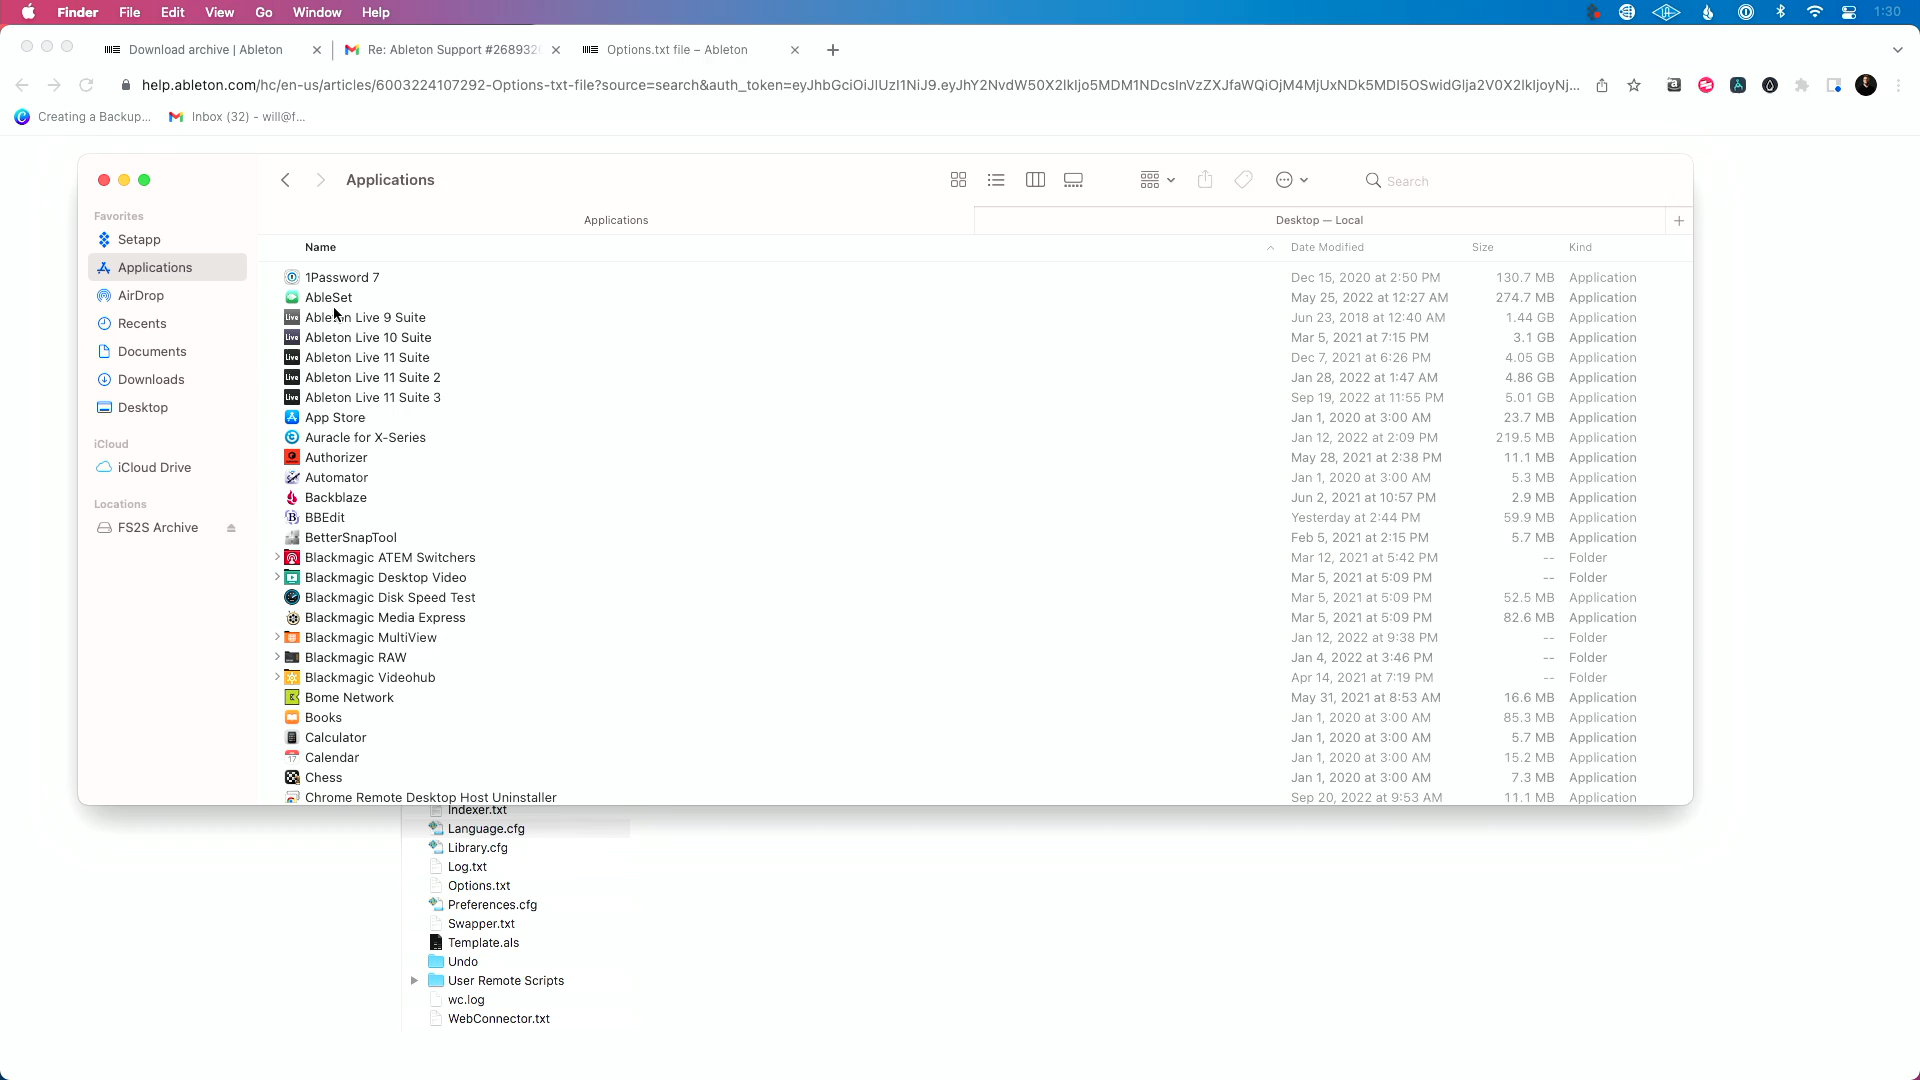 Finder File Edit View Go Window Help 1:30
Download archive | Ableton Re: Ableton Support #268932 Options.txt file – Ableton
help.ableton.com/hc/en-us/articles/6003224107292-Options-txt-file?source=search&auth_token=eyJhbGciOiJIUzI1NiJ9.eyJhY2NvdW50X2lkIjo5MDM1NDcsInVzZXJfaWQiOjM4MjUxNDk5MDI5OSwidGlja2V0X2lkIjoyNj...
Creating a Backup... Inbox (32) - will@f...
Applications Search
Favorites
Setapp
Applications
AirDrop
Recents
Documents
Downloads
Desktop
iCloud
iCloud Drive
Locations
FS2S Archive
Applications Desktop — Local
Name Date Modified Size Kind
1Password 7 Dec 15, 2020 at 2:50 PM 130.7 MB Application
AbleSet May 25, 2022 at 12:27 AM 274.7 MB Application
Ableton Live 9 Suite Jun 23, 2018 at 12:40 AM 1.44 GB Application
Ableton Live 10 Suite Mar 5, 2021 at 7:15 PM 3.1 GB Application
Ableton Live 11 Suite Dec 7, 2021 at 6:26 PM 4.05 GB Application
Ableton Live 11 Suite 2 Jan 28, 2022 at 1:47 AM 4.86 GB Application
Ableton Live 11 Suite 3 Sep 19, 2022 at 11:55 PM 5.01 GB Application
App Store Jan 1, 2020 at 3:00 AM 23.7 MB Application
Auracle for X-Series Jan 12, 2022 at 2:09 PM 219.5 MB Application
Authorizer May 28, 2021 at 2:38 PM 11.1 MB Application
Automator Jan 1, 2020 at 3:00 AM 5.3 MB Application
Backblaze Jun 2, 2021 at 10:57 PM 2.9 MB Application
BBEdit Yesterday at 2:44 PM 59.9 MB Application
BetterSnapTool Feb 5, 2021 at 2:15 PM 5.7 MB Application
Blackmagic ATEM Switchers Mar 12, 2021 at 5:42 PM -- Folder
Blackmagic Desktop Video Mar 5, 2021 at 5:09 PM -- Folder
Blackmagic Disk Speed Test Mar 5, 2021 at 5:09 PM 52.5 MB Application
Blackmagic Media Express Mar 5, 2021 at 5:09 PM 82.6 MB Application
Blackmagic MultiView Jan 12, 2022 at 9:38 PM -- Folder
Blackmagic RAW Jan 4, 2022 at 3:46 PM -- Folder
Blackmagic Videohub Apr 14, 2021 at 7:19 PM -- Folder
Bome Network May 31, 2021 at 8:53 AM 16.6 MB Application
Books Jan 1, 2020 at 3:00 AM 85.3 MB Application
Calculator Jan 1, 2020 at 3:00 AM 5.7 MB Application
Calendar Jan 1, 2020 at 3:00 AM 15.2 MB Application
Chess Jan 1, 2020 at 3:00 AM 7.3 MB Application
Chrome Remote Desktop Host Uninstaller Sep 20, 2022 at 9:53 AM 11.1 MB Application
Indexer.txt
Language.cfg
Library.cfg
Log.txt
Options.txt
Preferences.cfg
Swapper.txt
Template.als
Undo
User Remote Scripts
wc.log
WebConnector.txt